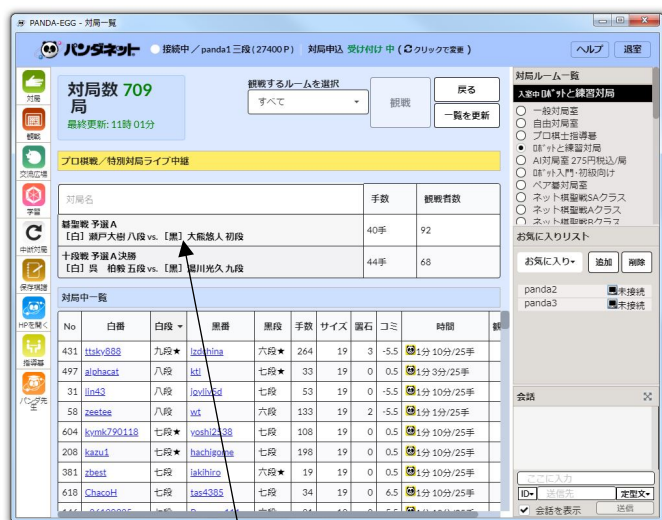 PANDA-EGG - 対局一覧
パンダネット 接続中／panda1 三段 (27400 P) 対局申込 受け付け 中 ( クリックで変更 ) ヘルプ 退室
対局
観戦
交流広場
学習
中断対局
保存棋譜
HPを開く
指導碁
パンダ先生
対局数 709局
最終更新: 11時 01分
観戦するルームを選択
すべて
観戦
戻る
一覧を更新
プロ棋戦／特別対局ライブ中継
対局名 手数 観戦者数
碁聖戦 予選A
[白] 瀬戸大樹 八段 vs. [黒] 大熊悠人 初段 40手 92
十段戦 予選A決勝
[白] 呉 柏毅 五段 vs. [黒] 湯川光久 九段 44手 68
対局中一覧
No 白番 白段 黒番 黒段 手数 サイズ 置石 コミ 時間 観
431 ttsky888 九段★ lzdchina 六段★ 264 19 3 -5.5 1分 10分/25手
497 alphacat 八段 ktl 七段★ 33 19 0 0.5 1分 3分/25手
31 lin43 八段 joyliv5d 七段 53 19 0 -5.5 1分 10分/25手
58 zeetee 八段 wt 六段 133 19 2 -5.5 1分 1分/25手
604 kymk790118 七段★ yoshi2538 七段 108 19 0 0.5 1分 10分/25手
208 kazu1 七段★ hachigome 七段 198 19 0 0.5 1分 10分/25手
381 zbest 七段 iakihiro 六段★ 19 19 0 0.5 1分 10分/25手
618 ChacoH 七段 tas4385 七段 34 19 0 6.5 1分 10分/25手
対局ルーム一覧
入室中 ﾛﾎﾞｯﾄと練習対局
一般対局室
自由対局室
プロ棋士指導碁
ﾛﾎﾞｯﾄと練習対局
AI対局室 275円税込/局
ﾛﾎﾞｯﾄ入門･初級向け
ペア碁対局室
ネット棋聖戦SAクラス
ネット棋聖戦Aクラス
ネット棋聖戦Bクラス
お気に入りリスト
お気に入り 追加 削除
panda2 未接続
panda3 未接続
会話
ここに入力
ID 送信先 定型文
会話を表示 送信